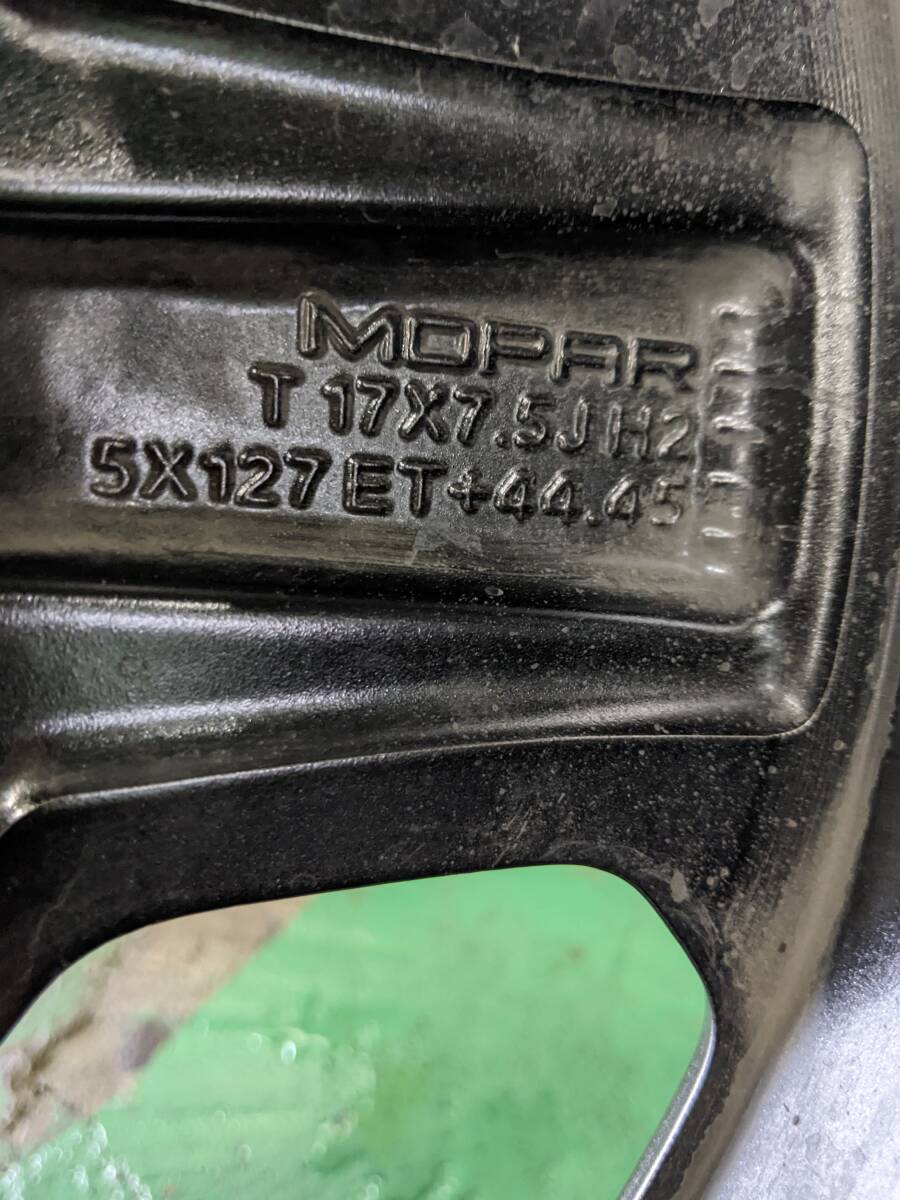 MOPAR
T 17X7.5J H2
5X127 ET+44.45